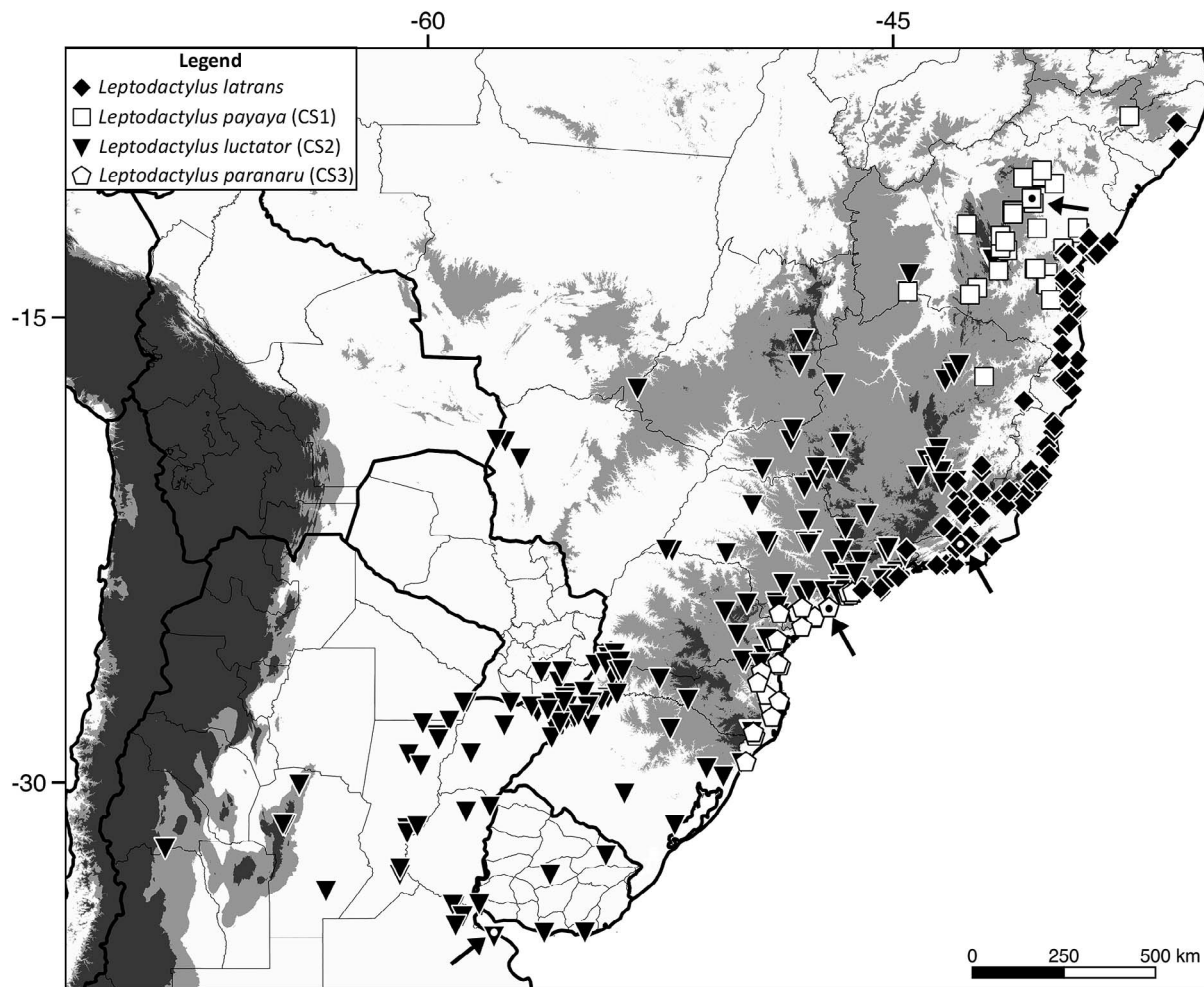 -60
-45
Legend
Leptodactylus latrans
Leptodactylus payaya (CS1)
Leptodactylus luctator (CS2)
Leptodactylus paranaru (CS3)
-15
-30
0 250 500 km